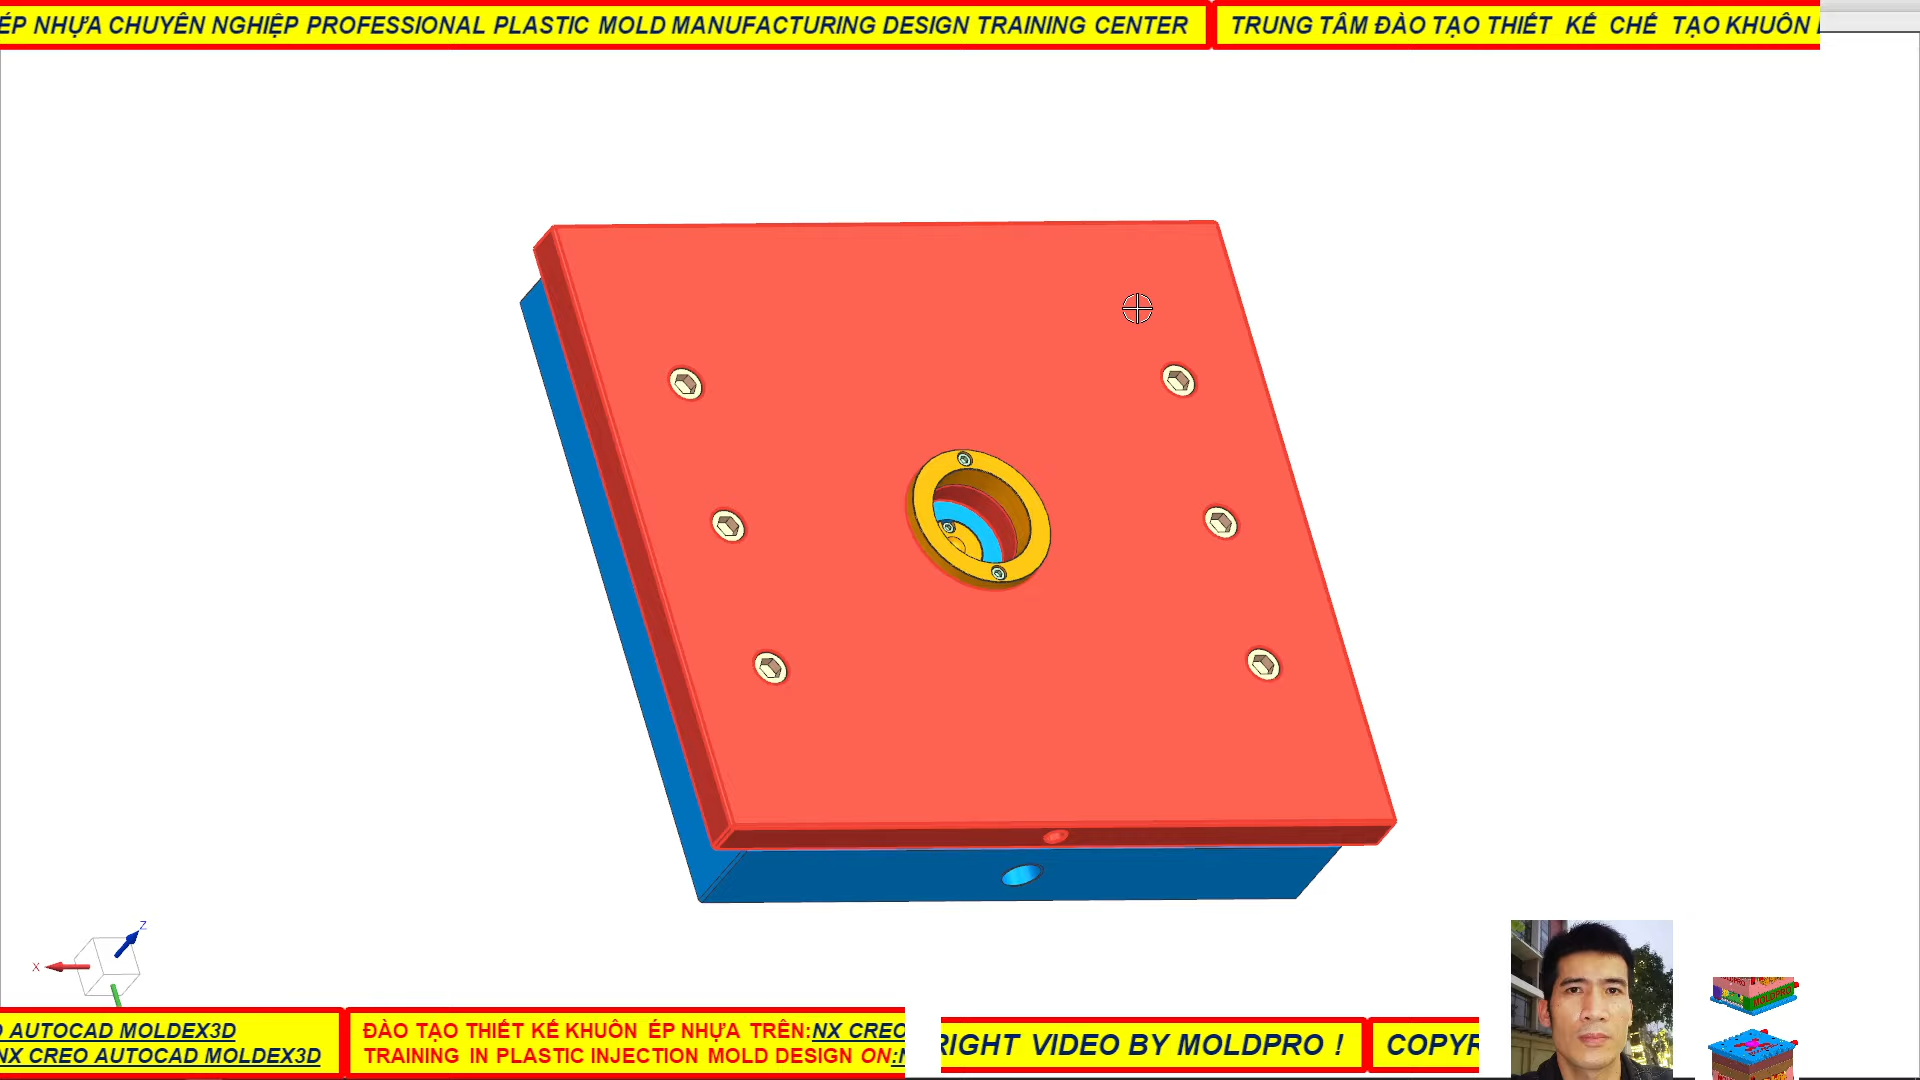 ÉP NHỰA CHUYÊN NGHIỆP PROFESSIONAL PLASTIC MOLD MANUFACTURING DESIGN TRAINING CENTER
TRUNG TÂM ĐÀO TẠO THIẾT KẾ CHẾ TẠO KHUÔN
Z
X
AUTOCAD MOLDEX3D
NX CREO AUTOCAD MOLDEX3D
ĐÀO TẠO THIẾT KẾ KHUÔN ÉP NHỰA TRÊN:NX CREO
TRAINING IN PLASTIC INJECTION MOLD DESIGN ON:
RIGHT VIDEO BY MOLDPRO !
COPYR
MOLDPRO